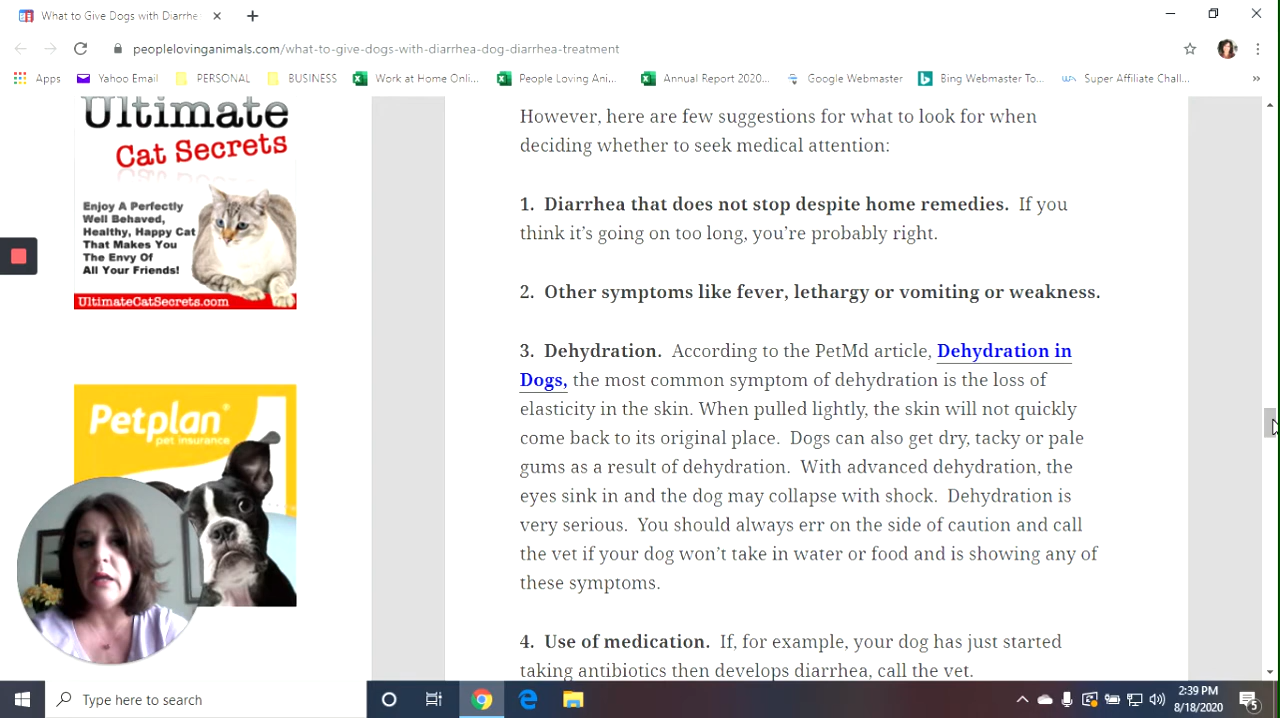 What to Give Dogs with Diarrhe
peoplelovinganimals.com/what-to-give-dogs-with-diarrhea-dog-diarrhea-treatment
Apps
Yahoo Email
PERSONAL
BUSINESS
Work at Home Onli...
People Loving Ani...
Annual Report 2020...
Google Webmaster
Bing Webmaster To...
Super Affiliate Chall...
»
Ultimate
Cat Secrets
Enjoy A Perfectly
Well Behaved,
Healthy, Happy Cat
That Makes You
The Envy Of
All Your Friends!
UltimateCatSecrets.com
Petplan®
pet insurance
However, here are few suggestions for what to look for when
deciding whether to seek medical attention:
1. Diarrhea that does not stop despite home remedies. If you
think it’s going on too long, you’re probably right.
2. Other symptoms like fever, lethargy or vomiting or weakness.
3. Dehydration. According to the PetMd article, Dehydration in
Dogs, the most common symptom of dehydration is the loss of
elasticity in the skin. When pulled lightly, the skin will not quickly
come back to its original place. Dogs can also get dry, tacky or pale
gums as a result of dehydration. With advanced dehydration, the
eyes sink in and the dog may collapse with shock. Dehydration is
very serious. You should always err on the side of caution and call
the vet if your dog won’t take in water or food and is showing any of
these symptoms.
4. Use of medication. If, for example, your dog has just started
taking antibiotics then develops diarrhea, call the vet.
Type here to search
2:39 PM
8/18/2020
5